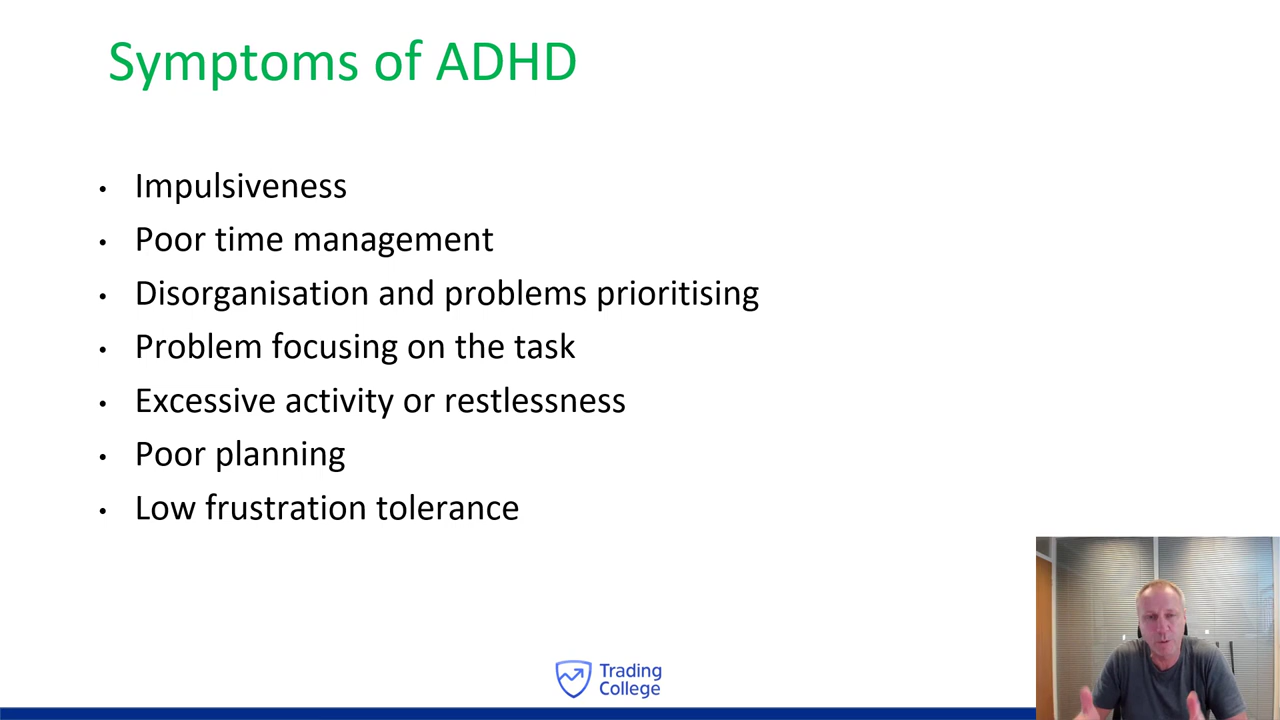 Symptoms of ADHD
• Impulsiveness
• Poor time management
• Disorganisation and problems prioritising
• Problem focusing on the task
• Excessive activity or restlessness
• Poor planning
• Low frustration tolerance
Trading
College